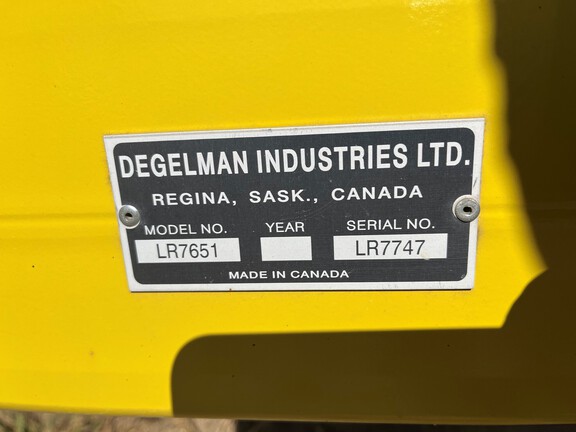 DEGELMAN INDUSTRIES LTD.
REGINA, SASK., CANADA
MODEL NO. YEAR SERIAL NO.
LR7651 LR7747
MADE IN CANADA